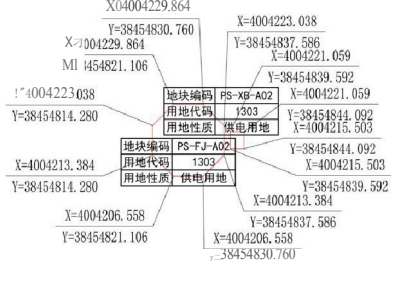 X04004229.864
Y=38454830.760
X=4004223.038
Y=38454837.586
4004229.864
8454821.106
X=4004221.059
Y=38454839.592
4004223.038
Y=38454814.280
地块编码 PS-XB-A02
用地代码 1303
用地性质 供电用地
X=4004221.059
Y=38454844.092
X=4004215.503
Y=38454844.092
地块编码 PS-FJ-A02
用地代码 1303
用地性质 供电用地
X=4004213.384
Y=38454814.280
X=4004215.503
Y=38454839.592
X=4004213.384
Y=38454837.586
X=4004206.558
Y=38454821.106
X=4004206.558
38454830.760